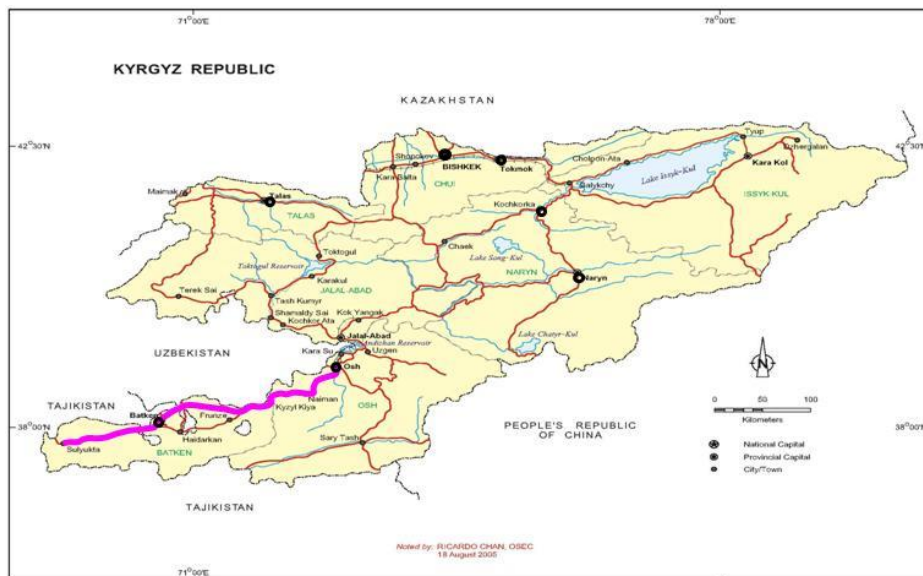 71°00'E
78°00'E
KYRGYZ REPUBLIC
KAZAKHSTAN
42°30'N
42°30'N
Tyup
Dzhergalan
Shopokov
BISHKEK
Tokmok
Cholpon-Ata
Kara Kol
Kara Balta
CHUI
Lake Issyk-Kul
Balykchy
Maimak
Talas
ISSYK KUL
TALAS
Kochkorka
Toktogul
Chaek
Lake Song-Kul
Toktogul Reservoir
Karakul
NARYN
Naryn
JALAL-ABAD
Terek Sai
Tash Kumyr
Shamaldy Sai
Kok Yangak
Kochkor Ata
Lake Chatyr-Kul
Jalal-Abad
Andizhan Reservoir
UZBEKISTAN
Kara Su
Uzgen
Osh
TAJIKISTAN
Naiman
OSH
Batken
Frunze
Kyzyl Kiya
PEOPLE'S REPUBLIC
OF CHINA
0
50
100
Kilometers
38°00'N
38°00'N
Haidarkan
Sary Tash
Sulyukta
BATKEN
National Capital
Provincial Capital
City/Town
TAJIKISTAN
Noted by: RICARDO CHAN, OSEC
18 August 2005
71°00'E